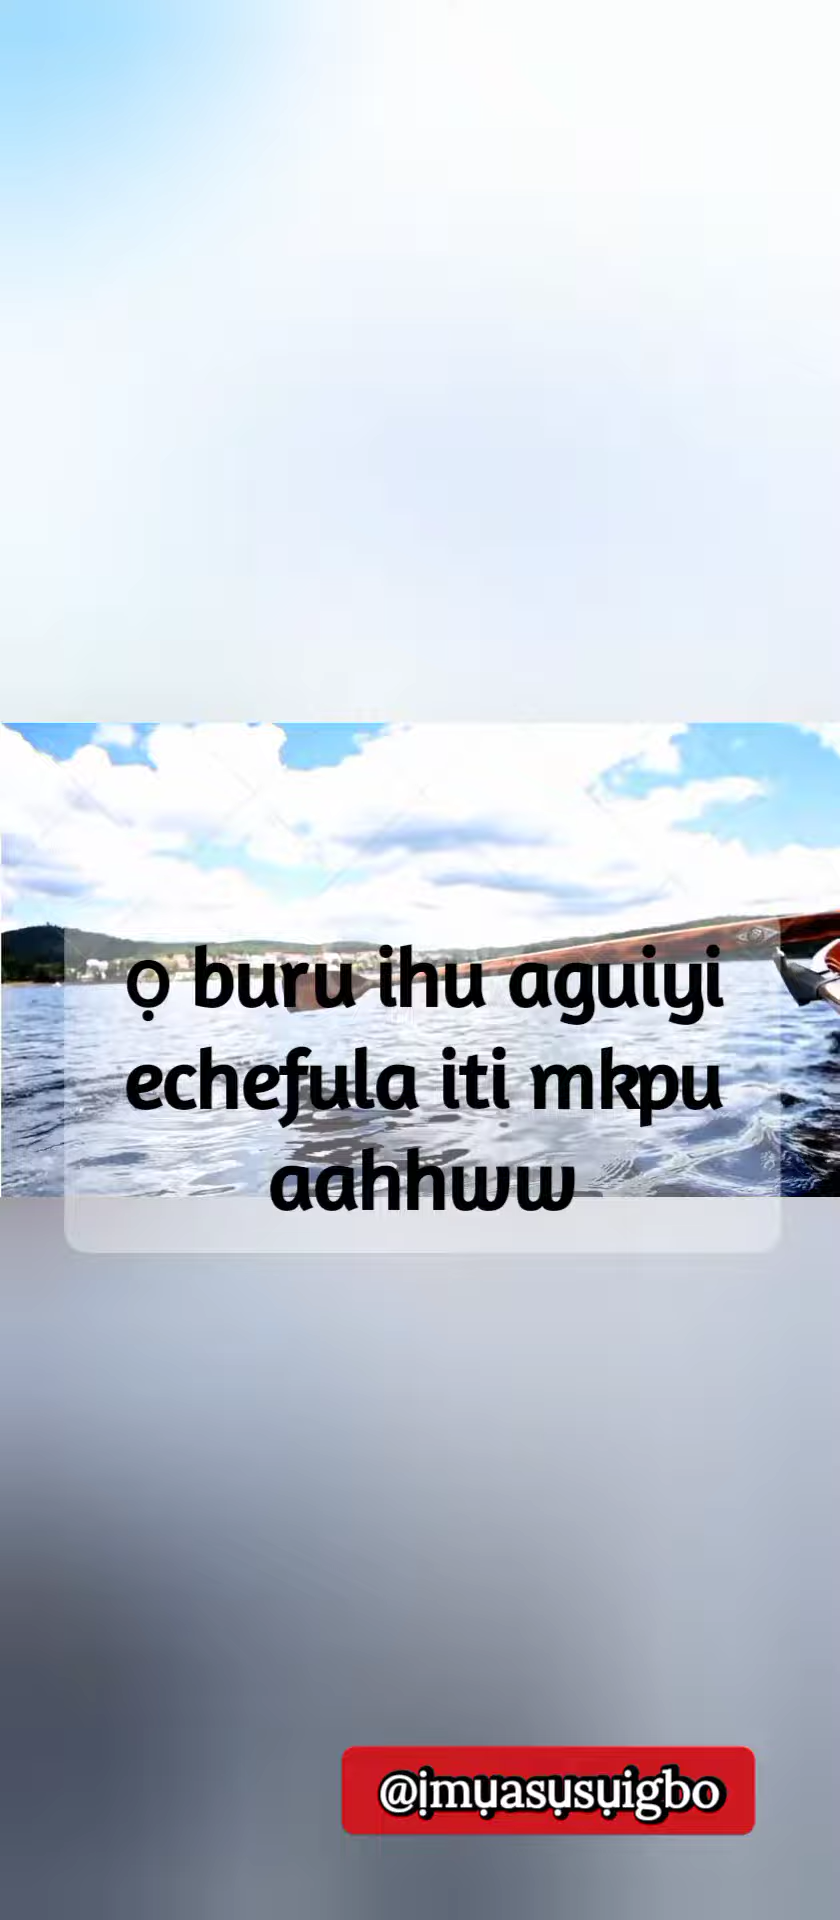 ọ buru ihu aguiyi
echefula iti mkpu
aahhww
@ịmụasụsụigbo